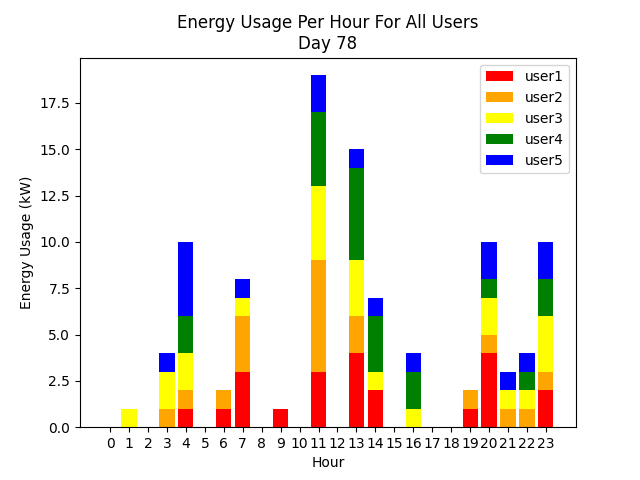 Energy Usage Per Hour For All Users
Day 78
user1
user2
user3
user4
user5
17.5
15.0
12.5
10.0
7.5
5.0
2.5
0.0
Energy Usage (kW)
0 1 2 3 4 5 6 7 8 9 10 11 12 13 14 15 16 17 18 19 20 21 22 23
Hour